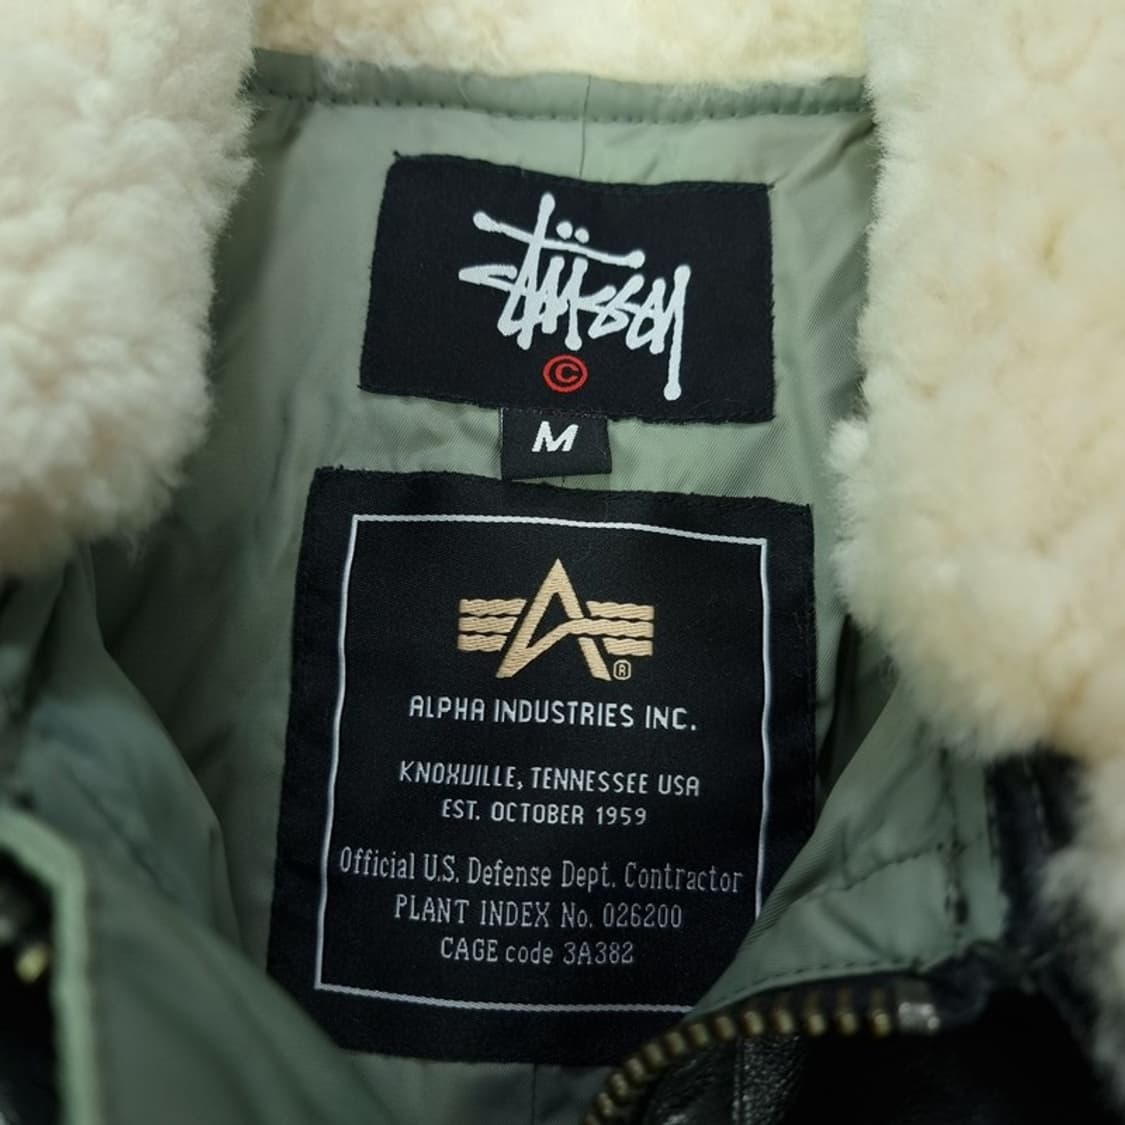 Stüssy
©
M
®
ALPHA INDUSTRIES INC.
KNOXVILLE, TENNESSEE USA
EST. OCTOBER 1959
Official U.S. Defense Dept. Contractor
PLANT INDEX No. 026200
CAGE code 3A382